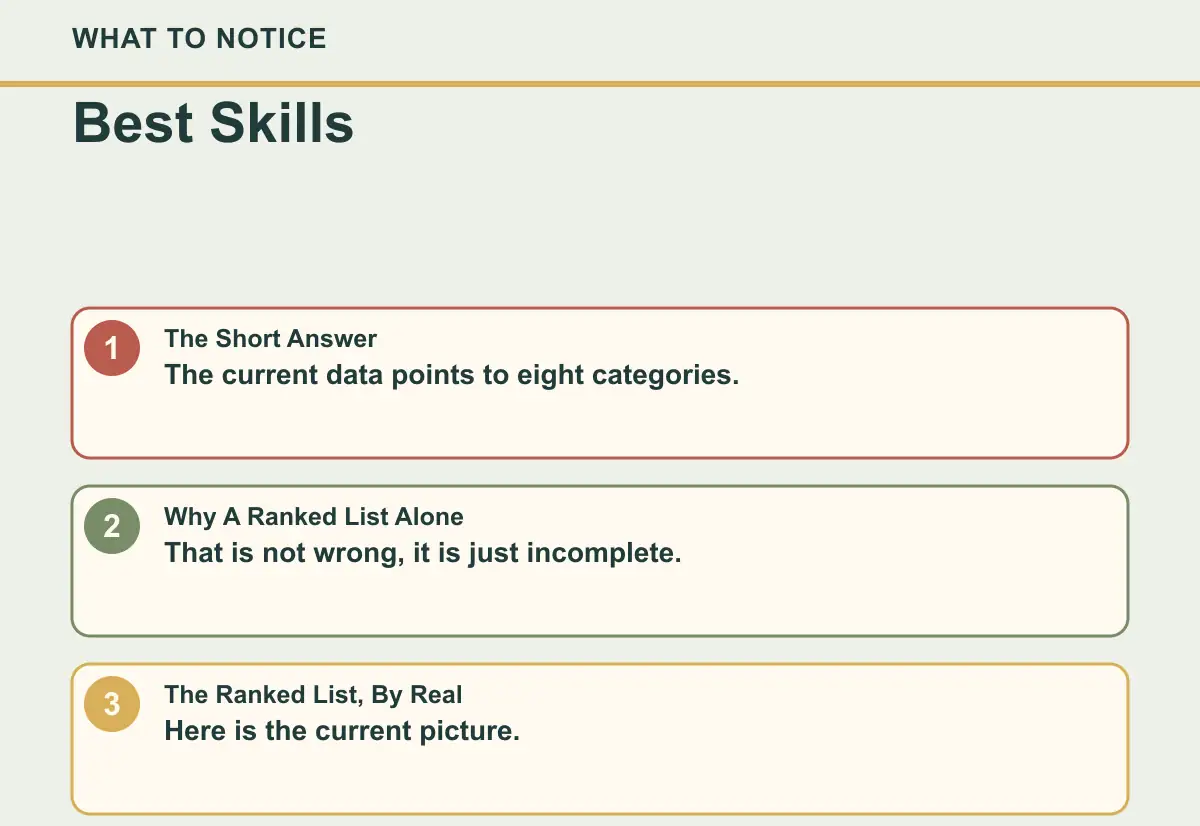 WHAT TO NOTICE
Best Skills
1
The Short Answer
The current data points to eight categories.
2
Why A Ranked List Alone
That is not wrong, it is just incomplete.
3
The Ranked List, By Real
Here is the current picture.